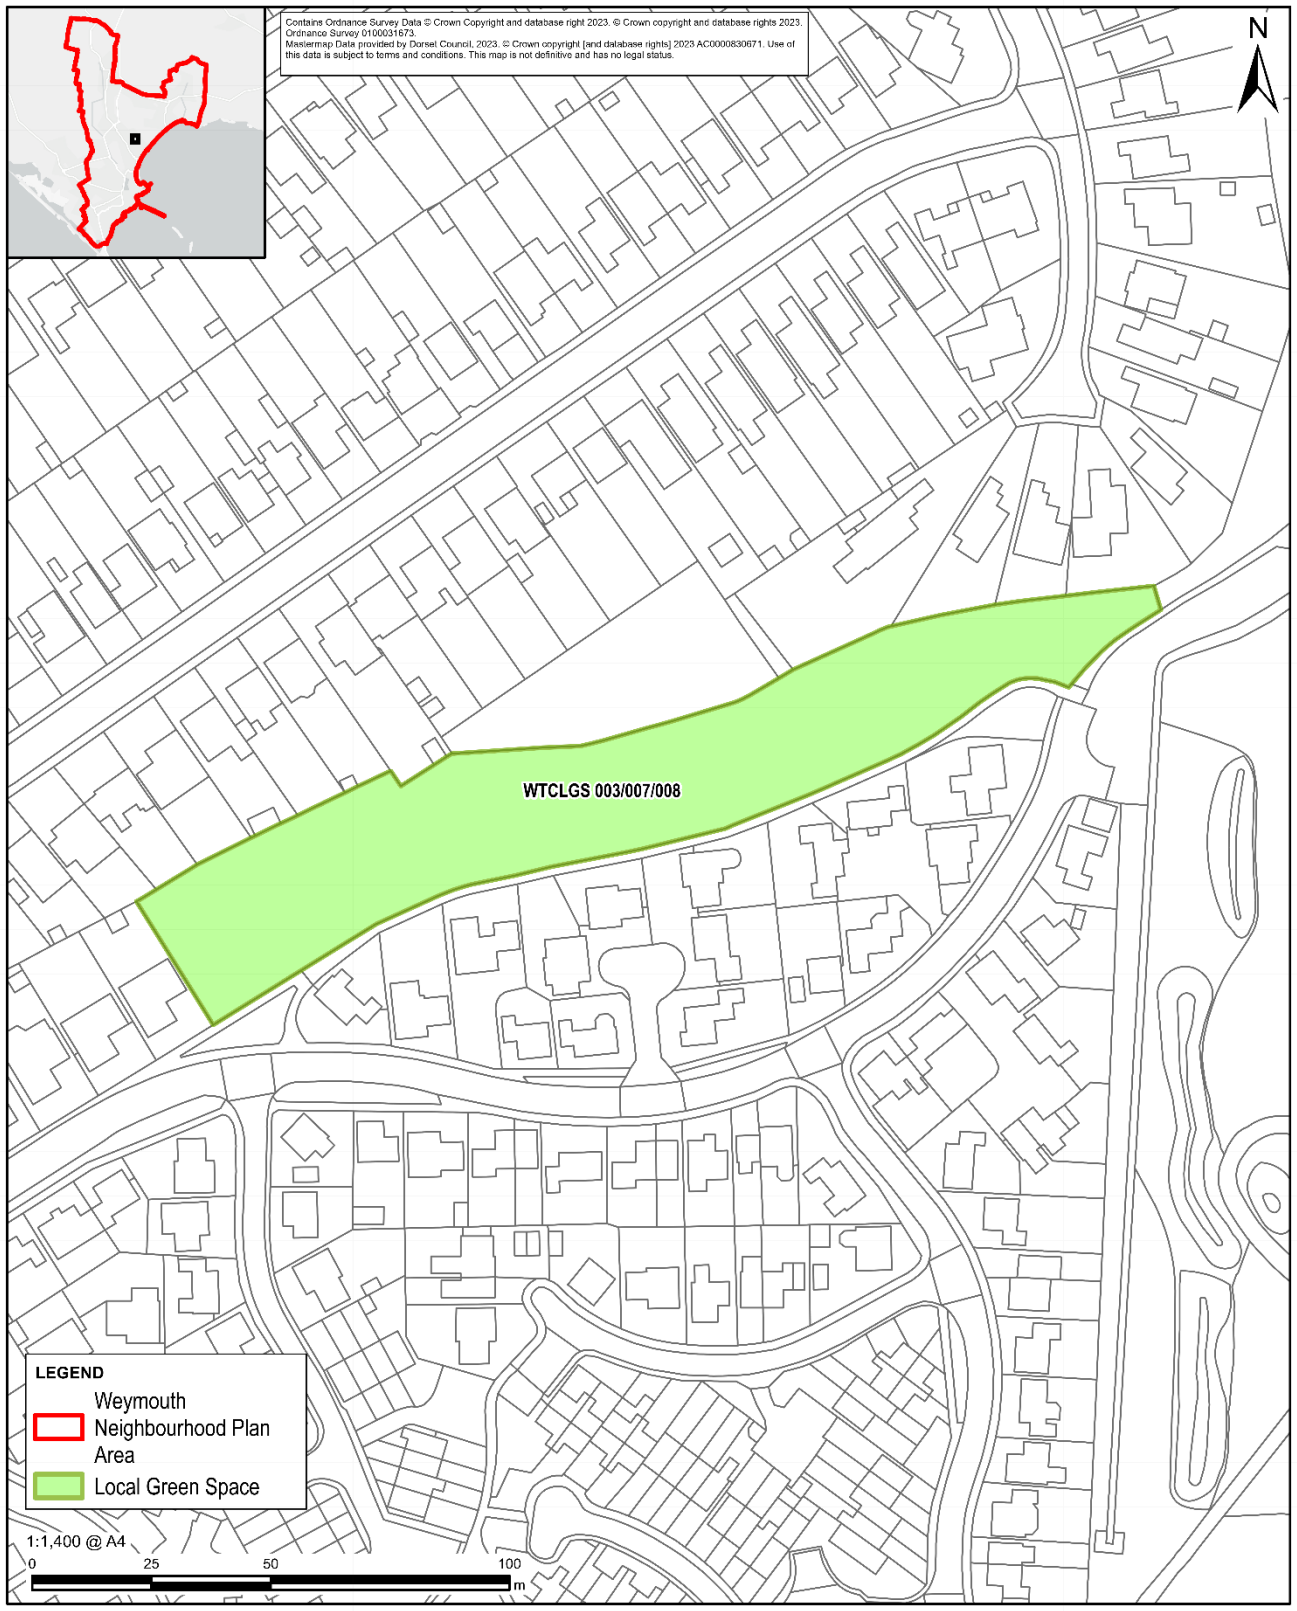 Contains Ordnance Survey Data © Crown Copyright and database right 2023. © Crown copyright and database rights 2023.
Ordnance Survey 0100031673.
Mastermap Data provided by Dorset Council, 2023. © Crown copyright [and database rights] 2023 AC0000830671. Use of
this data is subject to terms and conditions. This map is not definitive and has no legal status.
N
WTCLGS 003/007/008
LEGEND
Weymouth
Neighbourhood Plan
Area
Local Green Space
1:1,400 @ A4
0 25 50 100
m